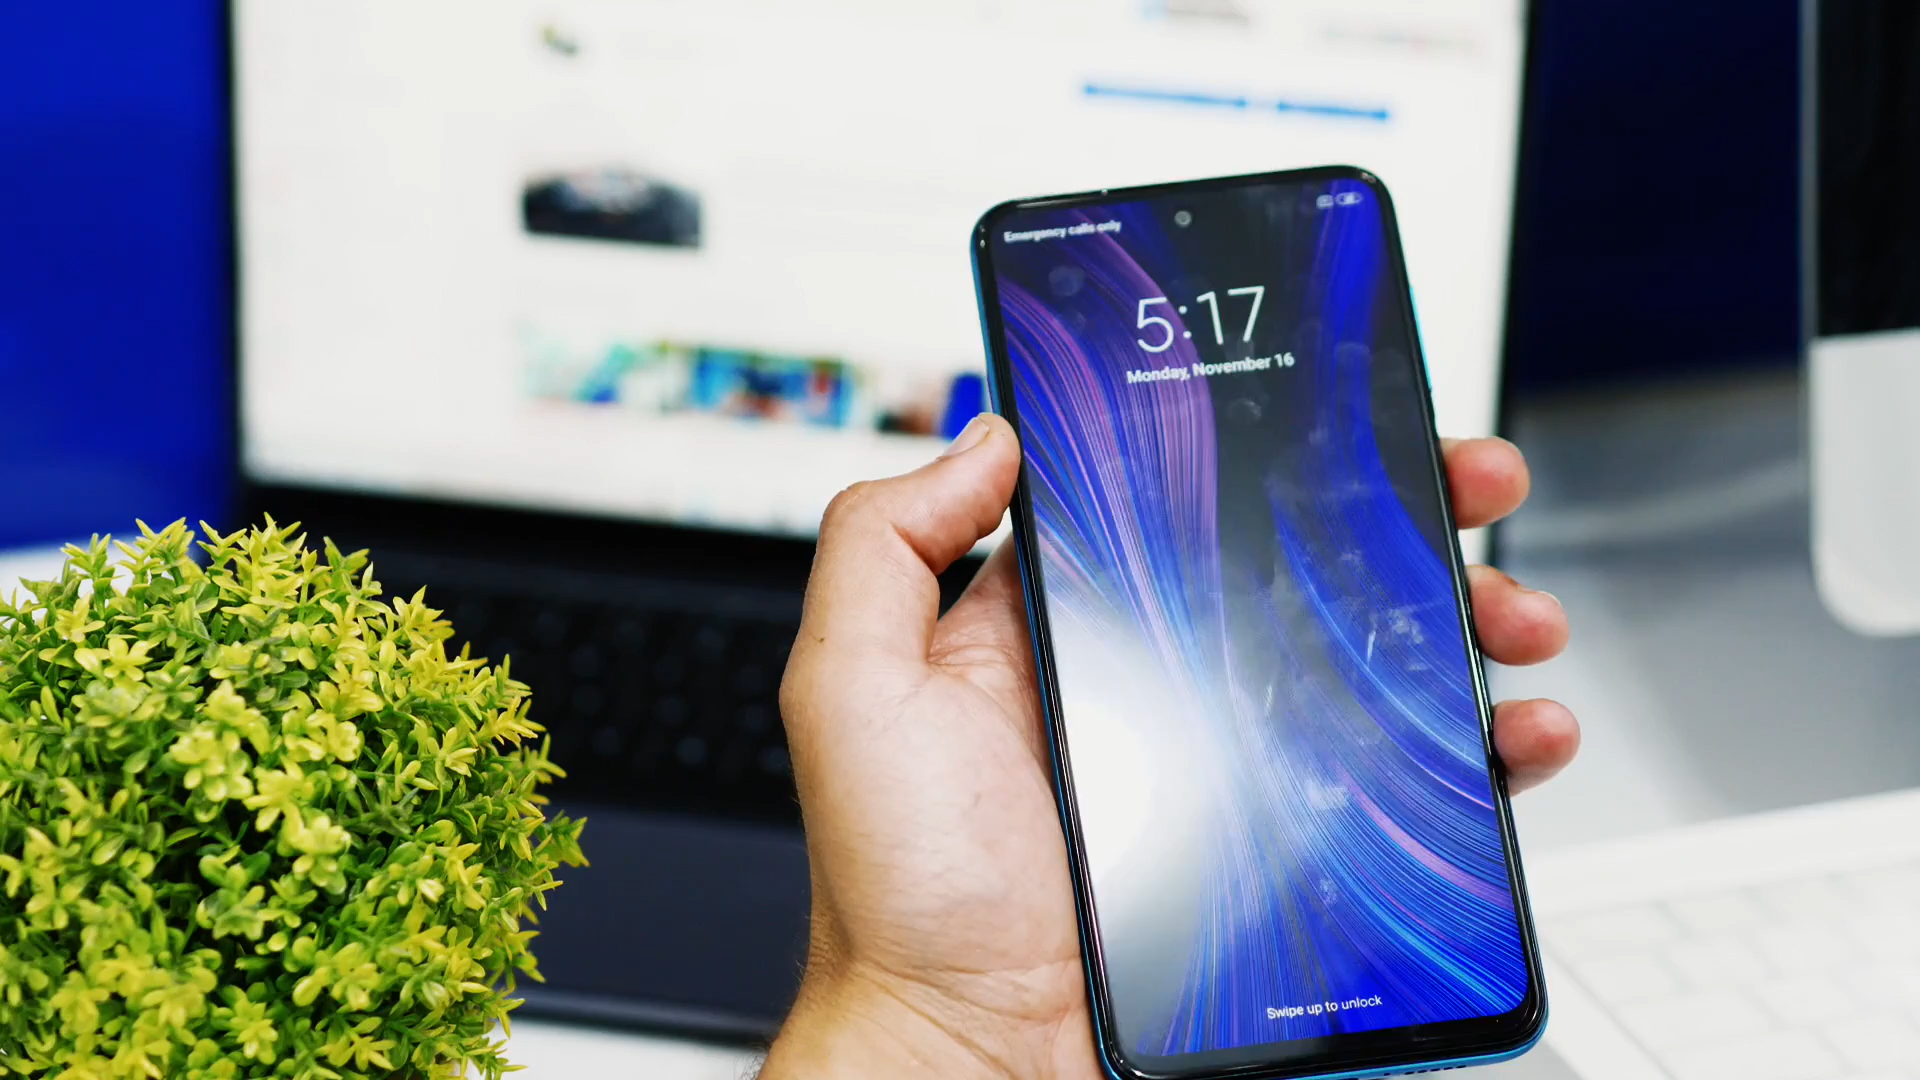 Emergency calls only
5:17
Monday, November 16
Swipe up to unlock